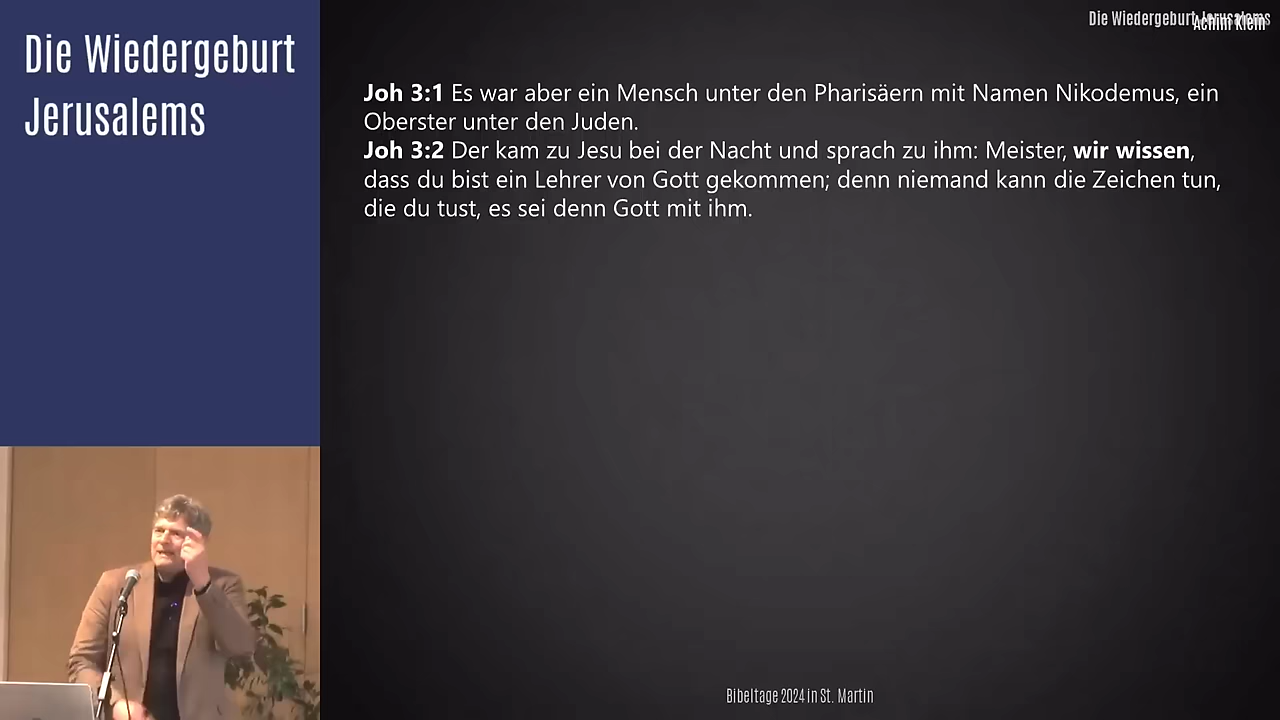 Die Wiedergeburt
Jerusalems
Die Wiedergeburt Jerusalems
Achim Klein
Joh 3:1 Es war aber ein Mensch unter den Pharisäern mit Namen Nikodemus, ein
Oberster unter den Juden.
Joh 3:2 Der kam zu Jesu bei der Nacht und sprach zu ihm: Meister, wir wissen,
dass du bist ein Lehrer von Gott gekommen; denn niemand kann die Zeichen tun,
die du tust, es sei denn Gott mit ihm.
Bibeltage 2024 in St. Martin